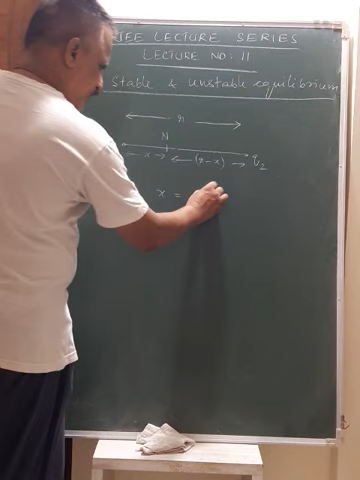 JEE LECTURE SERIES
LECTURE NO: 11
Stable & unstable equilibrium
r
N
x (r-x) q2
x =